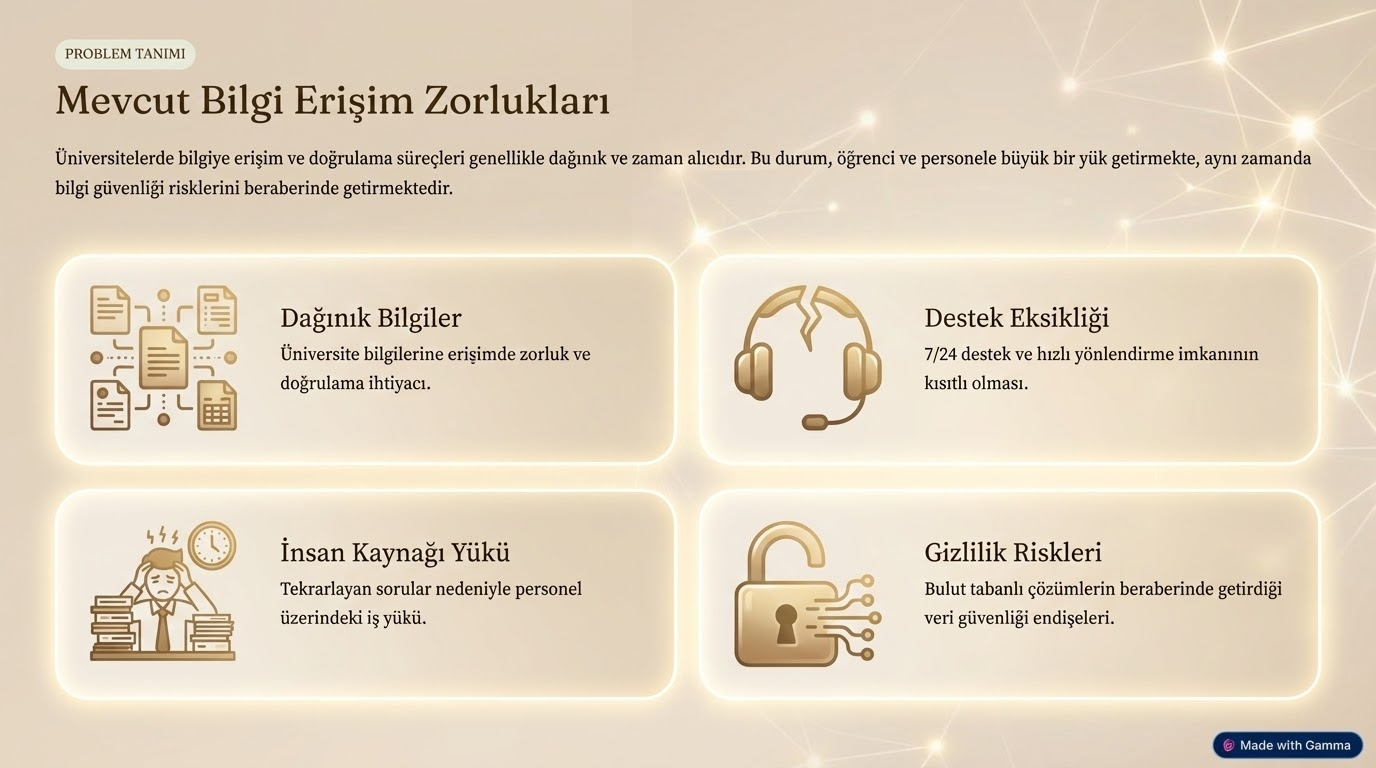 PROBLEM TANIMI
Mevcut Bilgi Erişim Zorlukları
Üniversitelerde bilgiye erişim ve doğrulama süreçleri genellikle dağınık ve zaman alıcıdır. Bu durum, öğrenci ve personele büyük bir yük getirmekte, aynı zamanda
bilgi güvenliği risklerini beraberinde getirmektedir.
Dağınık Bilgiler
Üniversite bilgilerine erişimde zorluk ve
doğrulama ihtiyacı.
Destek Eksikliği
7/24 destek ve hızlı yönlendirme imkanının
kısıtlı olması.
İnsan Kaynağı Yükü
Tekrarlayan sorular nedeniyle personel
üzerindeki iş yükü.
Gizlilik Riskleri
Bulut tabanlı çözümlerin beraberinde getirdiği
veri güvenliği endişeleri.
Made with Gamma